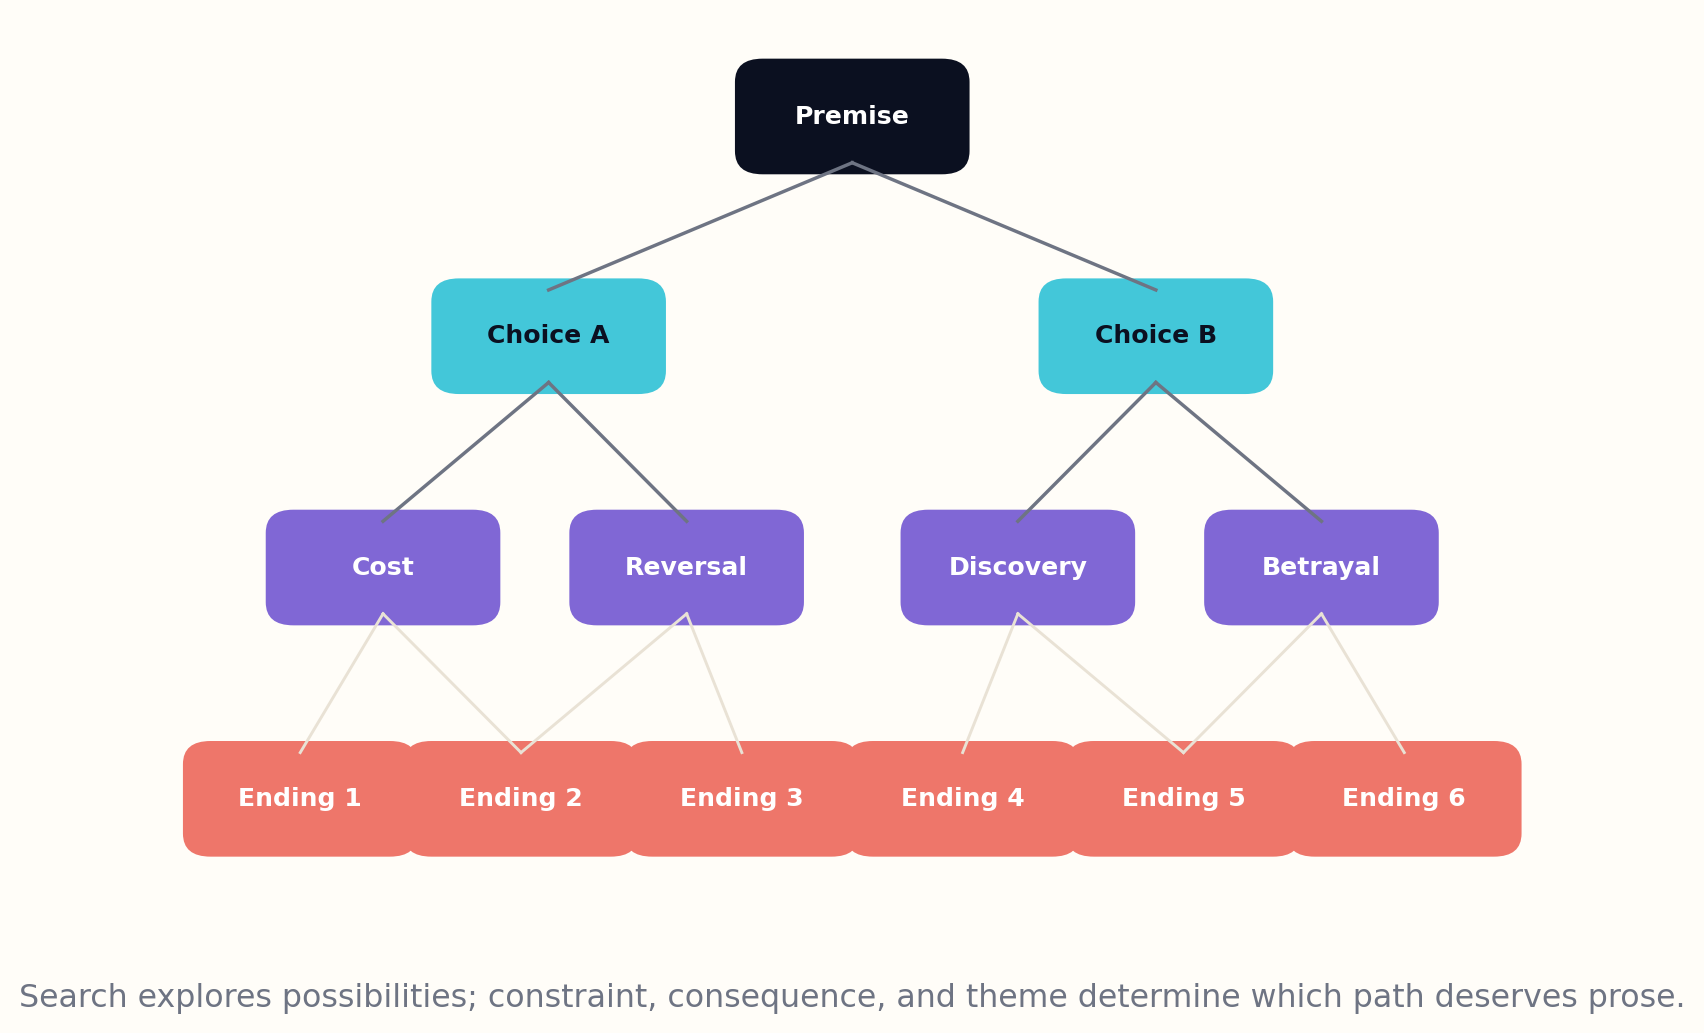 Premise
Choice A
Choice B
Cost
Reversal
Discovery
Betrayal
Ending 1
Ending 2
Ending 3
Ending 4
Ending 5
Ending 6
Search explores possibilities; constraint, consequence, and theme determine which path deserves prose.